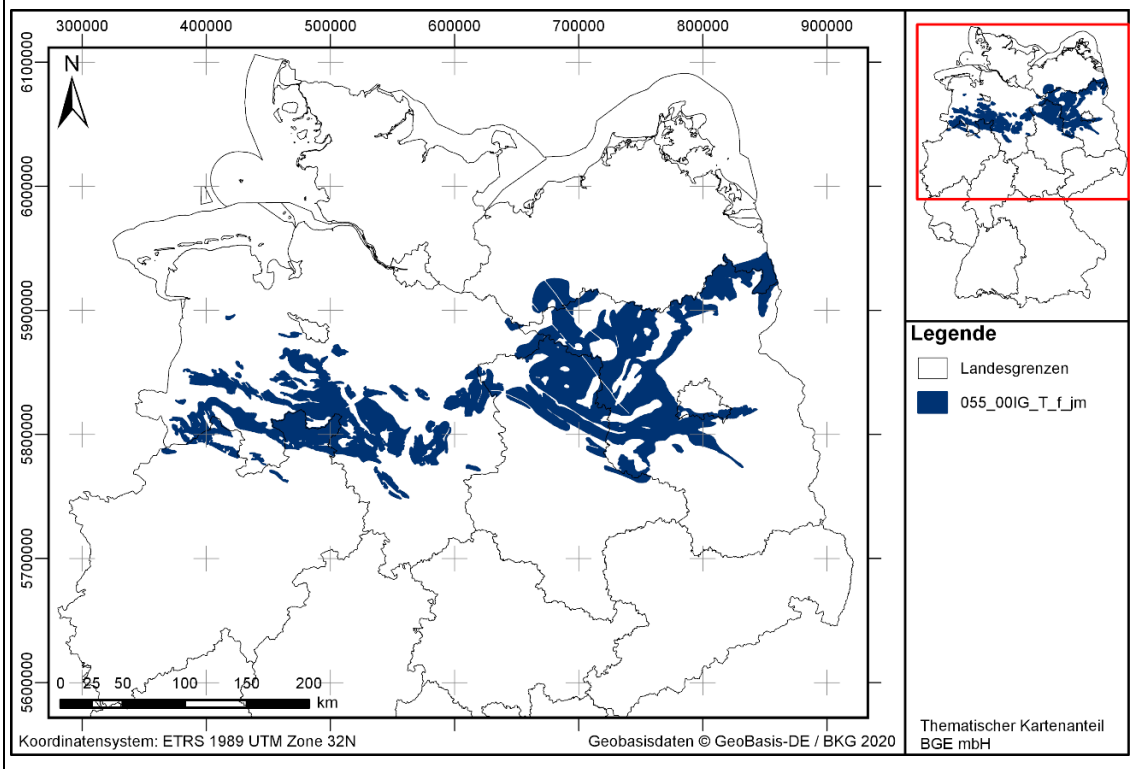 300000 400000 500000 600000 700000 800000 900000
6100000
6000000
5900000
5800000
5700000
5600000
N
0 25 50 100 150 200
km
Koordinatensystem: ETRS 1989 UTM Zone 32N
Geobasisdaten © GeoBasis-DE / BKG 2020
Legende
Landesgrenzen
055_00IG_T_f_jm
Thematischer Kartenanteil
BGE mbH